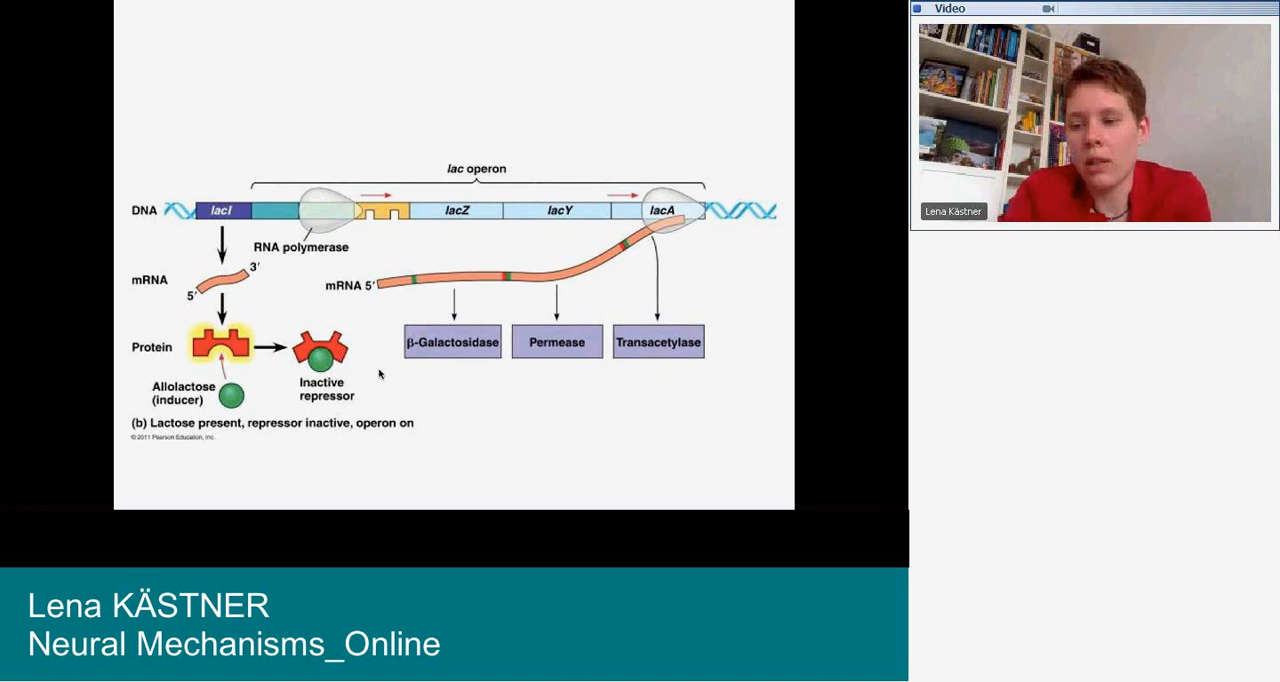 lac operon
DNA
lacI
lacZ
lacY
lacA
RNA polymerase
mRNA
3'
5'
mRNA 5'
Protein
β-Galactosidase
Permease
Transacetylase
Allolactose
(inducer)
Inactive
repressor
(b) Lactose present, repressor inactive, operon on
© 2011 Pearson Education, Inc.
Video
Lena Kästner
Lena KÄSTNER
Neural Mechanisms_Online